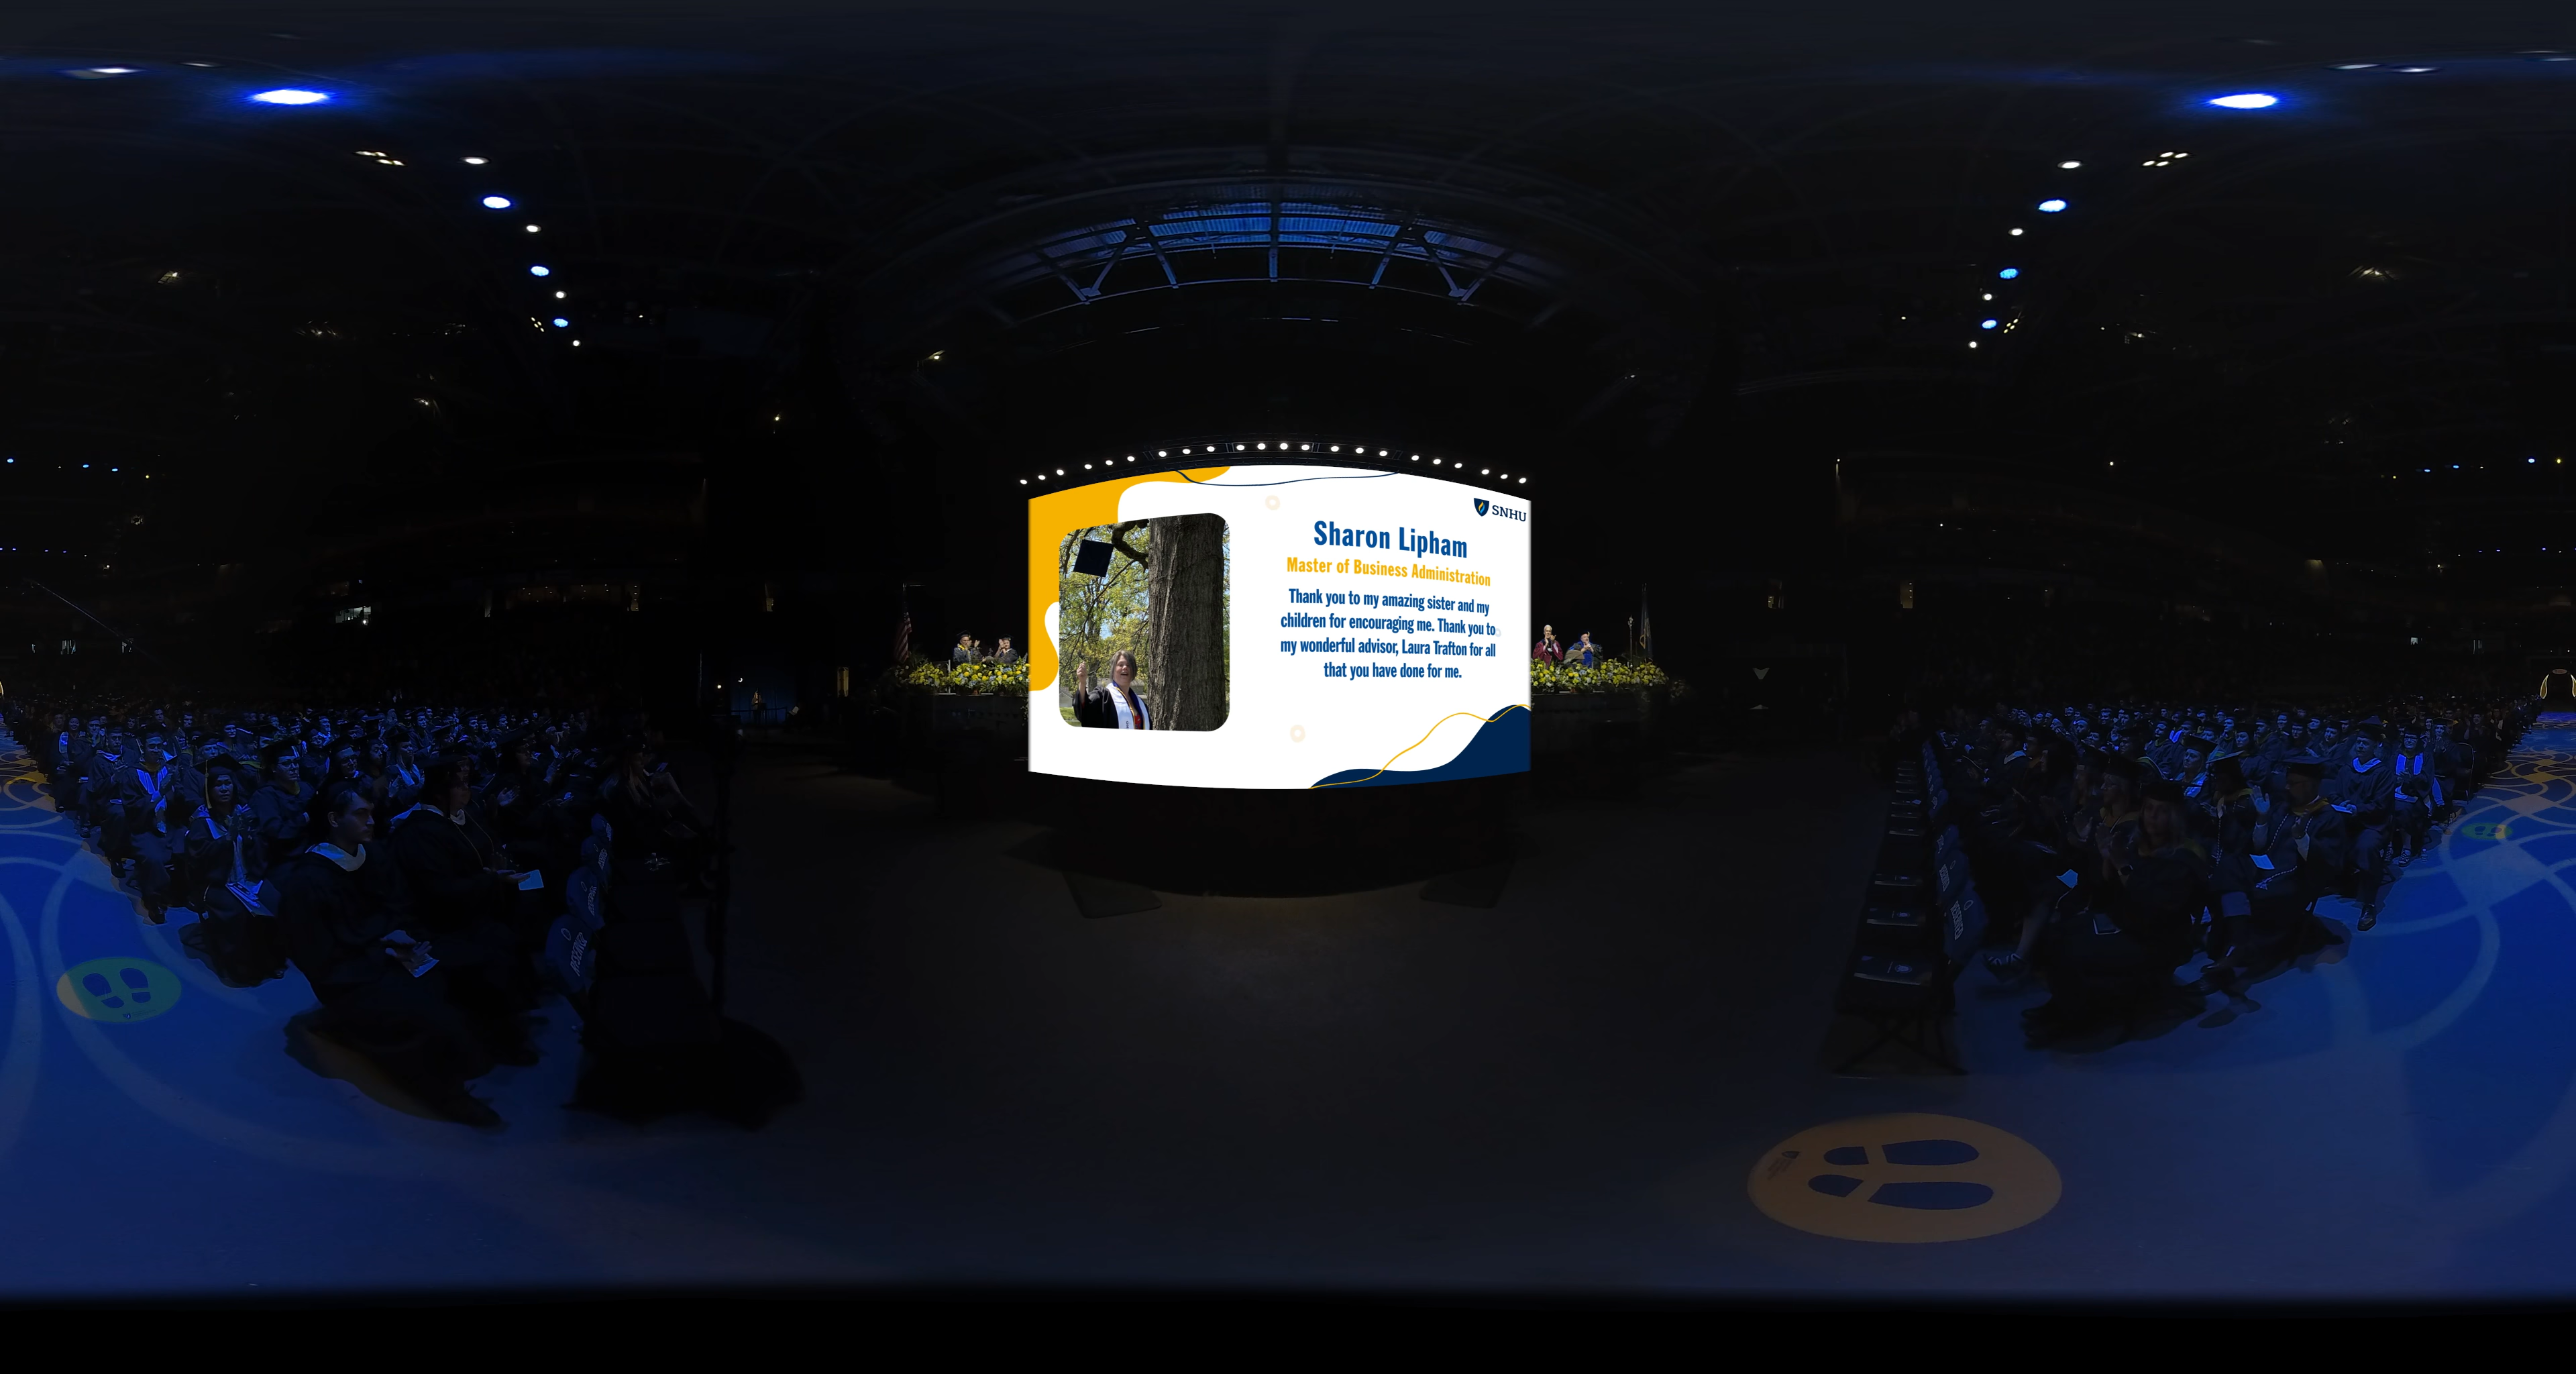 SNHU
Sharon Lipham
Master of Business Administration
Thank you to my amazing sister and my
children for encouraging me. Thank you to
my wonderful advisor, Laura Trafton for all
that you have done for me.
RESERVED